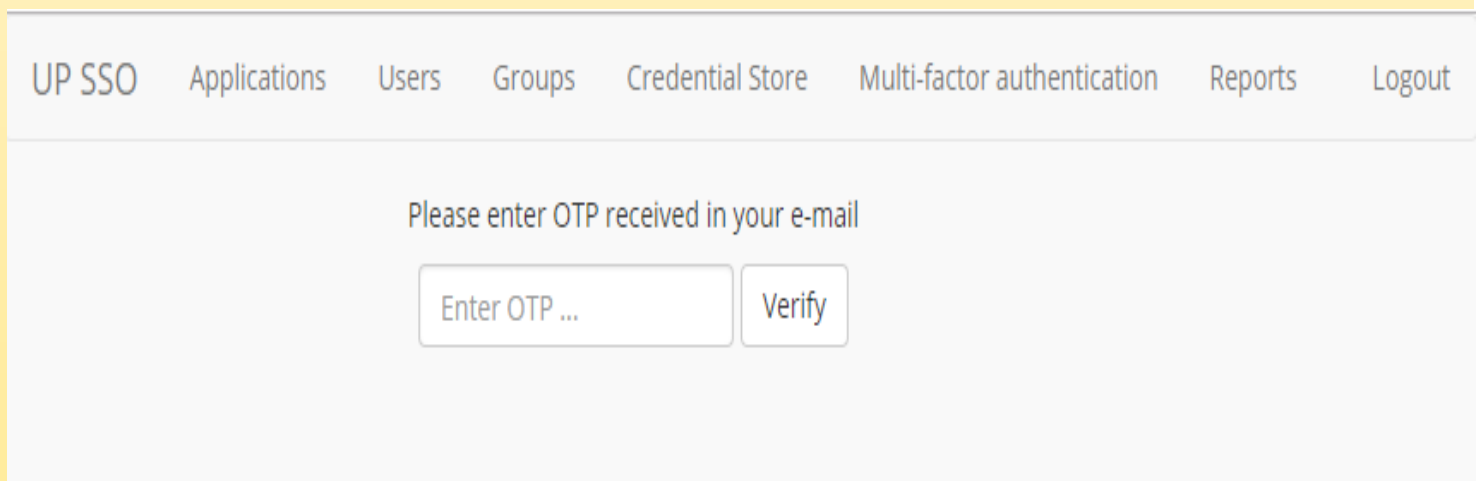 UP SSO Applications Users Groups Credential Store Multi-factor authentication Reports Logout
Please enter OTP received in your e-mail
Enter OTP ... Verify